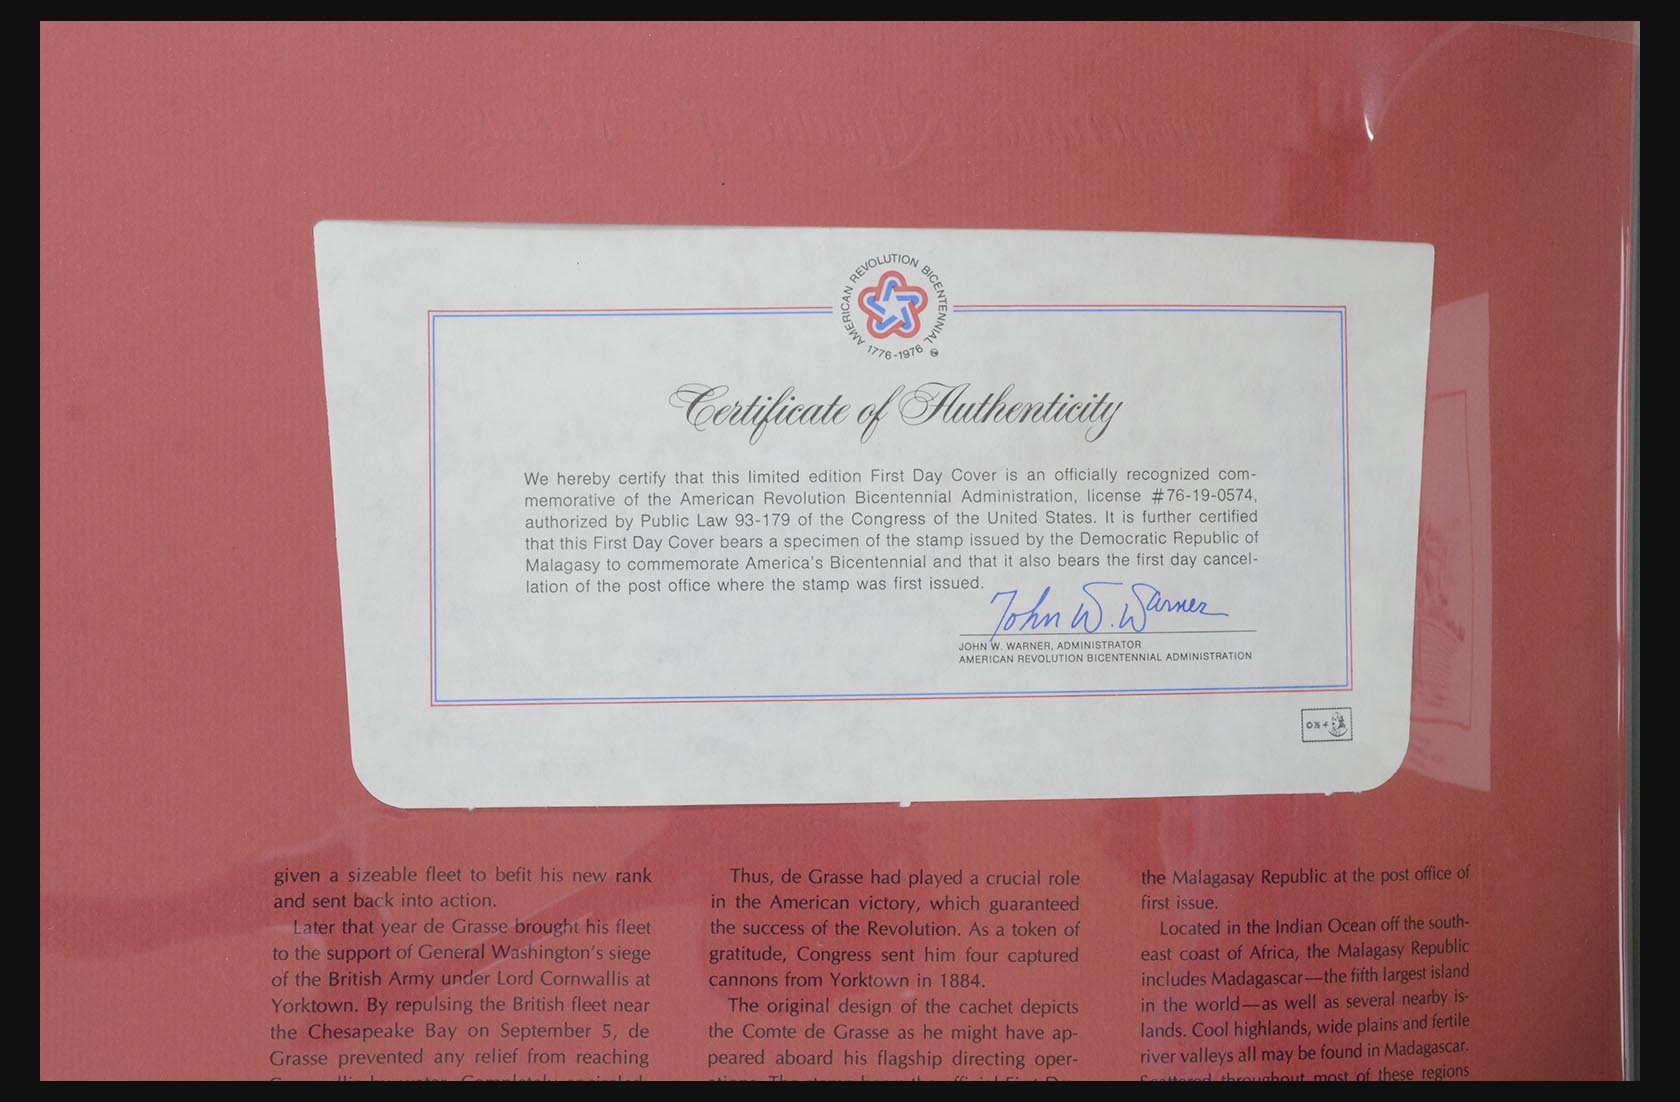 AMERICAN REVOLUTION BICENTENNIAL
1776-1976
Certificate of Authenticity
We hereby certify that this limited edition First Day Cover is an officially recognized com-
memorative of the American Revolution Bicentennial Administration, license #76-19-0574,
authorized by Public Law 93-179 of the Congress of the United States. It is further certified
that this First Day Cover bears a specimen of the stamp issued by the Democratic Republic of
Malagasy to commemorate America's Bicentennial and that it also bears the first day cancel-
lation of the post office where the stamp was first issued.
John W. Warner
JOHN W. WARNER, ADMINISTRATOR
AMERICAN REVOLUTION BICENTENNIAL ADMINISTRATION
given a sizeable fleet to befit his new rank
and sent back into action.
Later that year de Grasse brought his fleet
to the support of General Washington's siege
of the British Army under Lord Cornwallis at
Yorktown. By repulsing the British fleet near
the Chesapeake Bay on September 5, de
Grasse prevented any relief from reaching
Thus, de Grasse had played a crucial role
in the American victory, which guaranteed
the success of the Revolution. As a token of
gratitude, Congress sent him four captured
cannons from Yorktown in 1884.
The original design of the cachet depicts
the Comte de Grasse as he might have ap-
peared aboard his flagship directing oper-
the Malagasay Republic at the post office of
first issue.
Located in the Indian Ocean off the south-
east coast of Africa, the Malagasy Republic
includes Madagascar—the fifth largest island
in the world—as well as several nearby is-
lands. Cool highlands, wide plains and fertile
river valleys all may be found in Madagascar.
Scattered throughout most of these regions